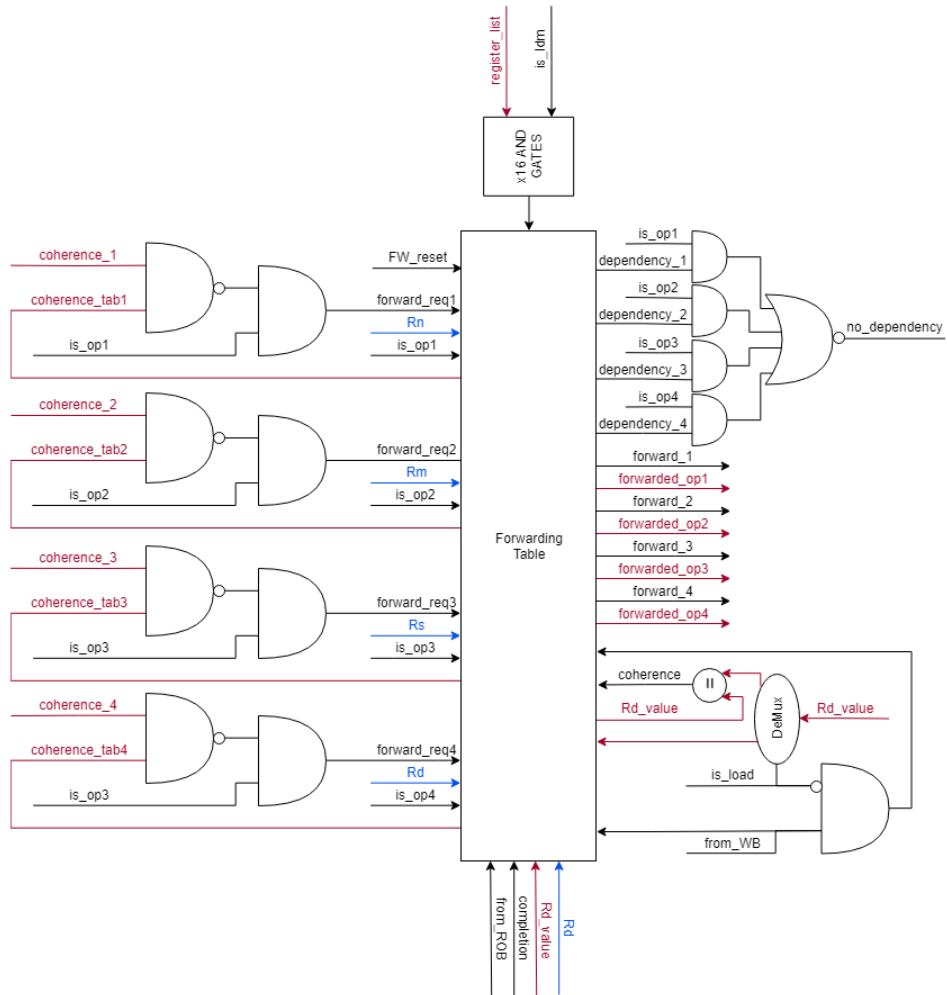 register_list
is_ldm
x16 AND
GATES
coherence_1
coherence_tab1
is_op1
FW_reset
forward_req1
Rn
is_op1
coherence_2
coherence_tab2
is_op2
forward_req2
Rm
is_op2
coherence_3
coherence_tab3
is_op3
forward_req3
Rs
is_op3
coherence_4
coherence_tab4
is_op3
forward_req4
Rd
is_op4
Forwarding
Table
is_op1
dependency_1
is_op2
dependency_2
is_op3
dependency_3
is_op4
dependency_4
no_dependency
forward_1
forwarded_op1
forward_2
forwarded_op2
forward_3
forwarded_op3
forward_4
forwarded_op4
coherence
=
Rd_value
DeMux
Rd_value
is_load
from_WB
from_ROB
completion
Rd_value
Rd